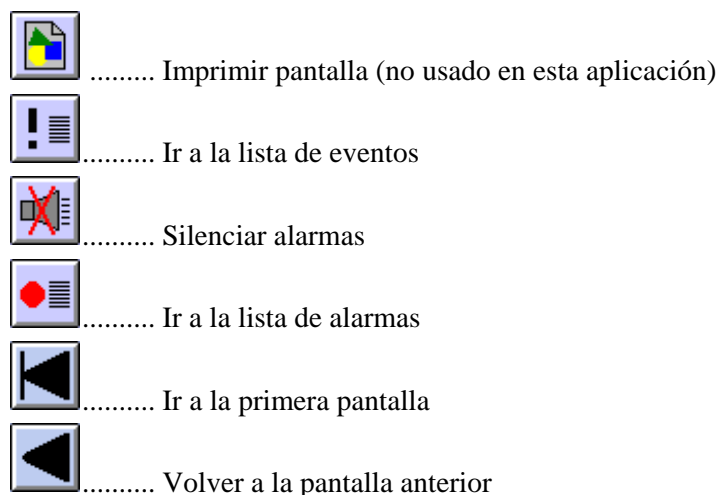 ......... Imprimir pantalla (no usado en esta aplicación)
.......... Ir a la lista de eventos
.......... Silenciar alarmas
.......... Ir a la lista de alarmas
.......... Ir a la primera pantalla
.......... Volver a la pantalla anterior